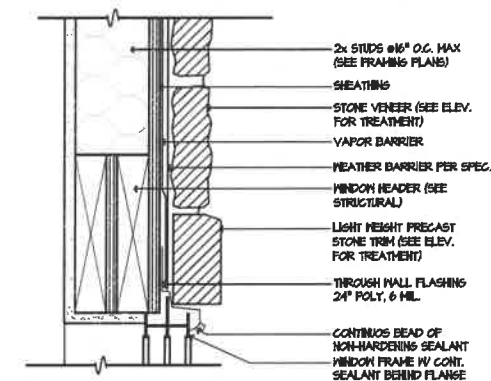 2x STUDS @16" O.C. MAX
(SEE FRAMING PLANS)
SHEATHING
STONE VENEER (SEE ELEV.
FOR TREATMENT)
VAPOR BARRIER
WEATHER BARRIER PER SPEC.
WINDOW HEADER (SEE
STRUCTURAL)
LIGHT WEIGHT PRECAST
STONE TRIM (SEE ELEV.
FOR TREATMENT)
THROUGH WALL FLASHING
24" POLY, 6 MIL.
CONTINUOS BEAD OF
NON-HARDENING SEALANT
WINDOW FRAME W/ CONT.
SEALANT BEHIND FLANGE